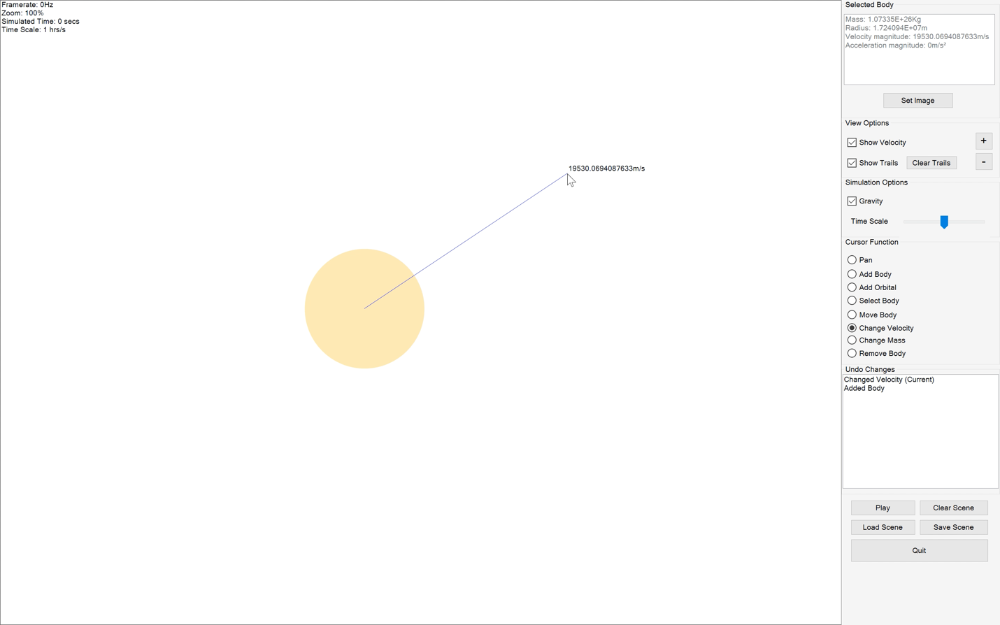 Framerate: 0Hz
Zoom: 100%
Simulated Time: 0 secs
Time Scale: 1 hrs/s
19530.0694087633m/s
Selected Body
Mass: 1.07335E+26Kg
Radius: 1.724094E+07m
Velocity magnitude: 19530.0694087633m/s
Acceleration magnitude: 0m/s²
Set Image
View Options
Show Velocity
+
Show Trails
Clear Trails
-
Simulation Options
Gravity
Time Scale
Cursor Function
Pan
Add Body
Add Orbital
Select Body
Move Body
Change Velocity
Change Mass
Remove Body
Undo Changes
Changed Velocity (Current)
Added Body
Play
Clear Scene
Load Scene
Save Scene
Quit